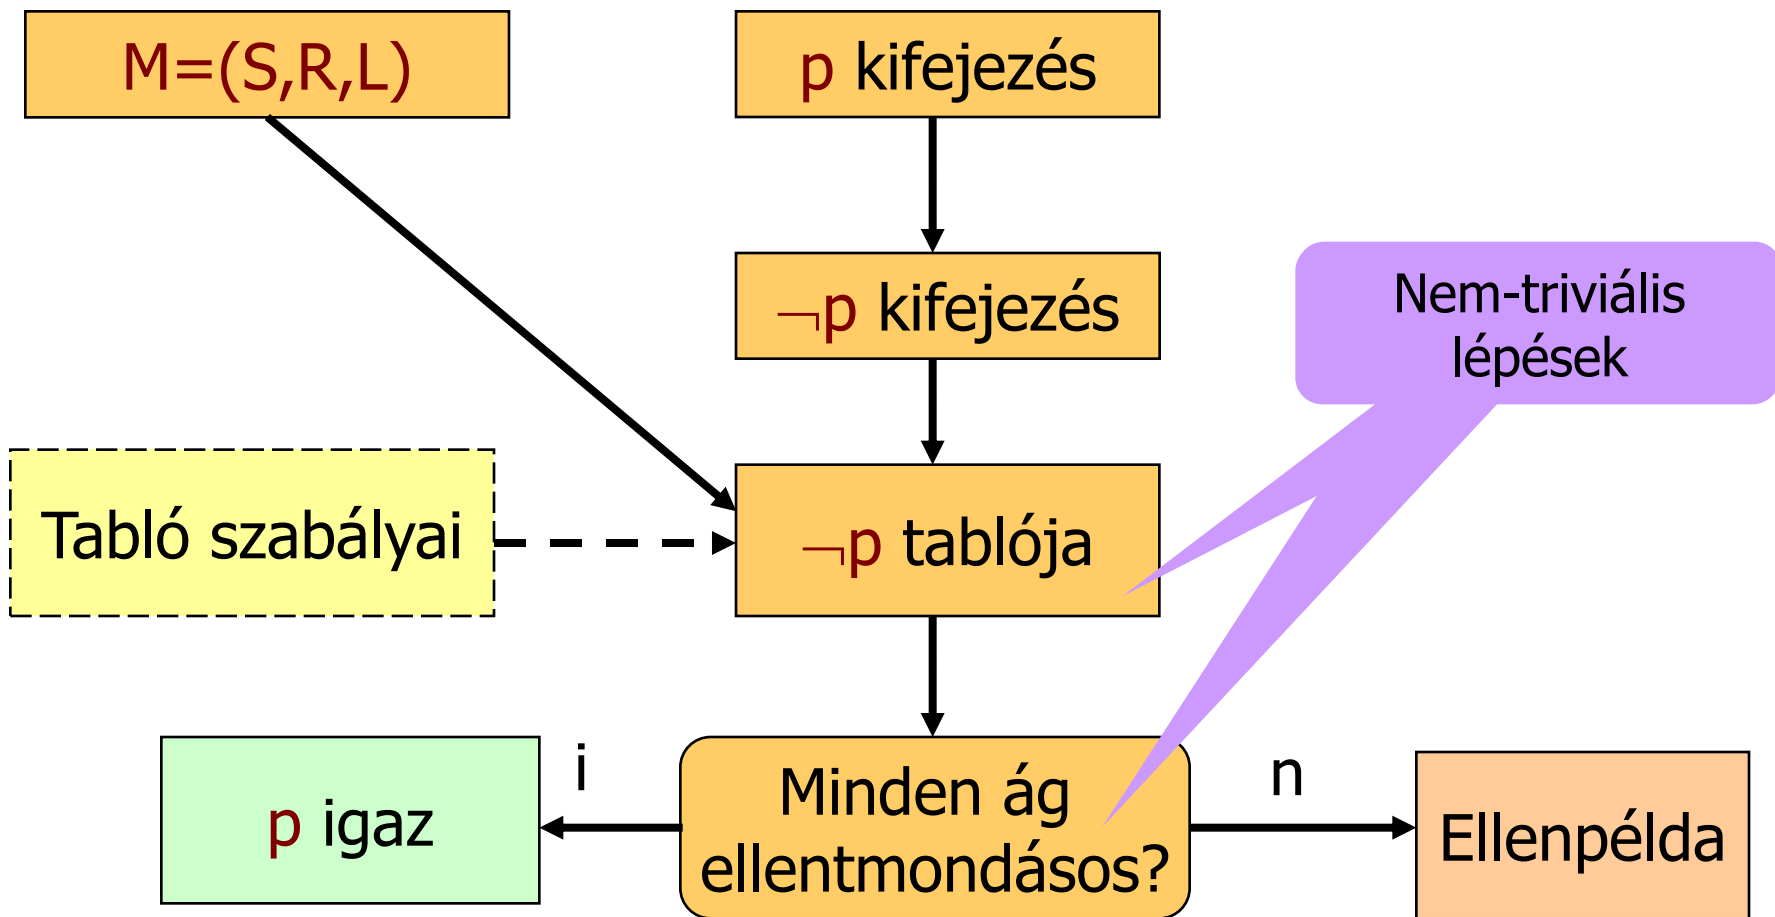 M=(S,R,L)
p kifejezés
¬p kifejezés
Nem-triviális
lépések
Tabló szabályai
¬p tablója
i
n
p igaz
Minden ág
ellentmondásos?
Ellenpélda